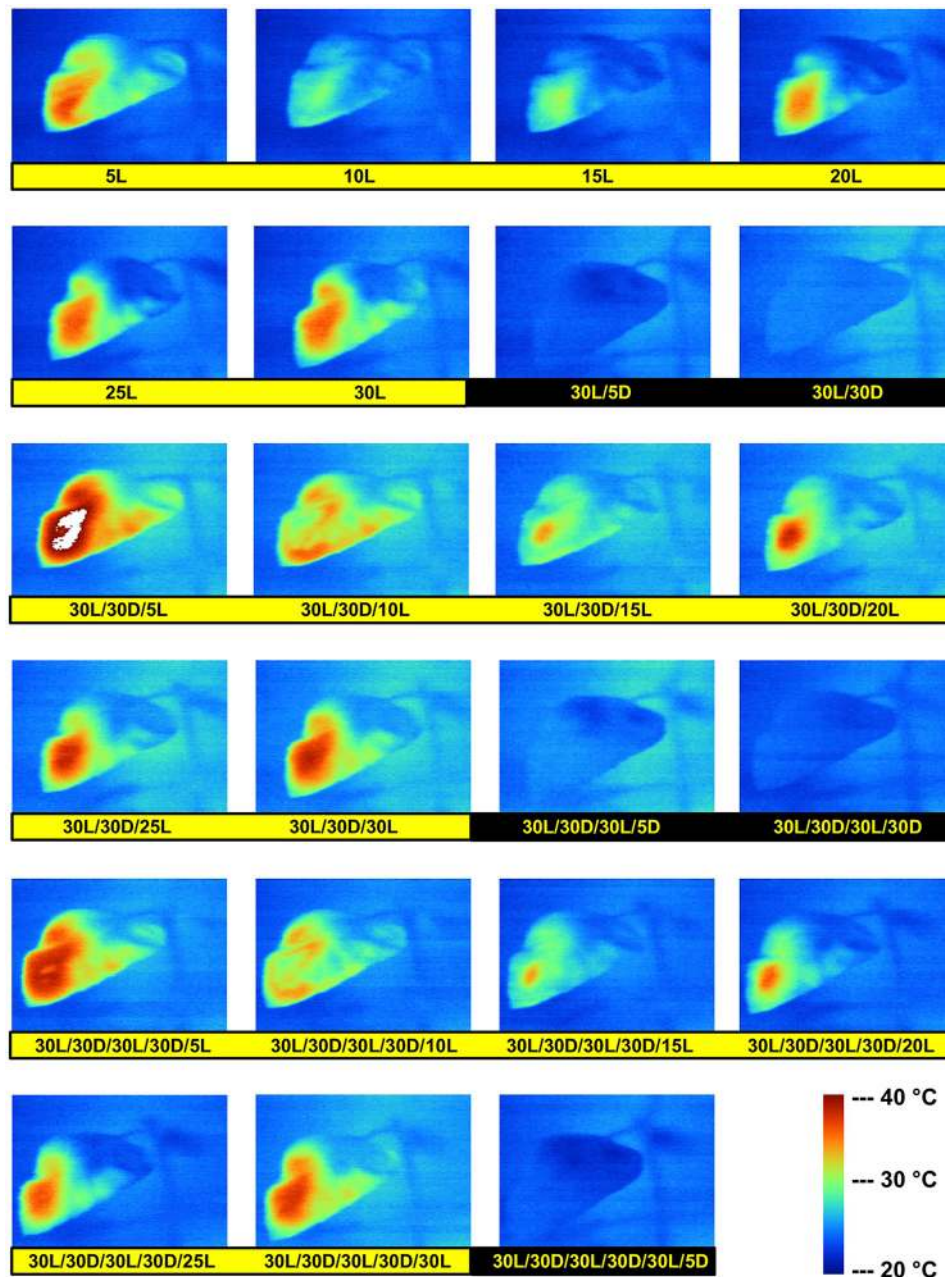 5L 10L 15L 20L
25L 30L 30L/5D 30L/30D
30L/30D/5L 30L/30D/10L 30L/30D/15L 30L/30D/20L
30L/30D/25L 30L/30D/30L 30L/30D/30L/5D 30L/30D/30L/30D
30L/30D/30L/30D/5L 30L/30D/30L/30D/10L 30L/30D/30L/30D/15L 30L/30D/30L/30D/20L
--- 40 °C
--- 30 °C
--- 20 °C
30L/30D/30L/30D/25L 30L/30D/30L/30D/30L 30L/30D/30L/30D/30L/5D